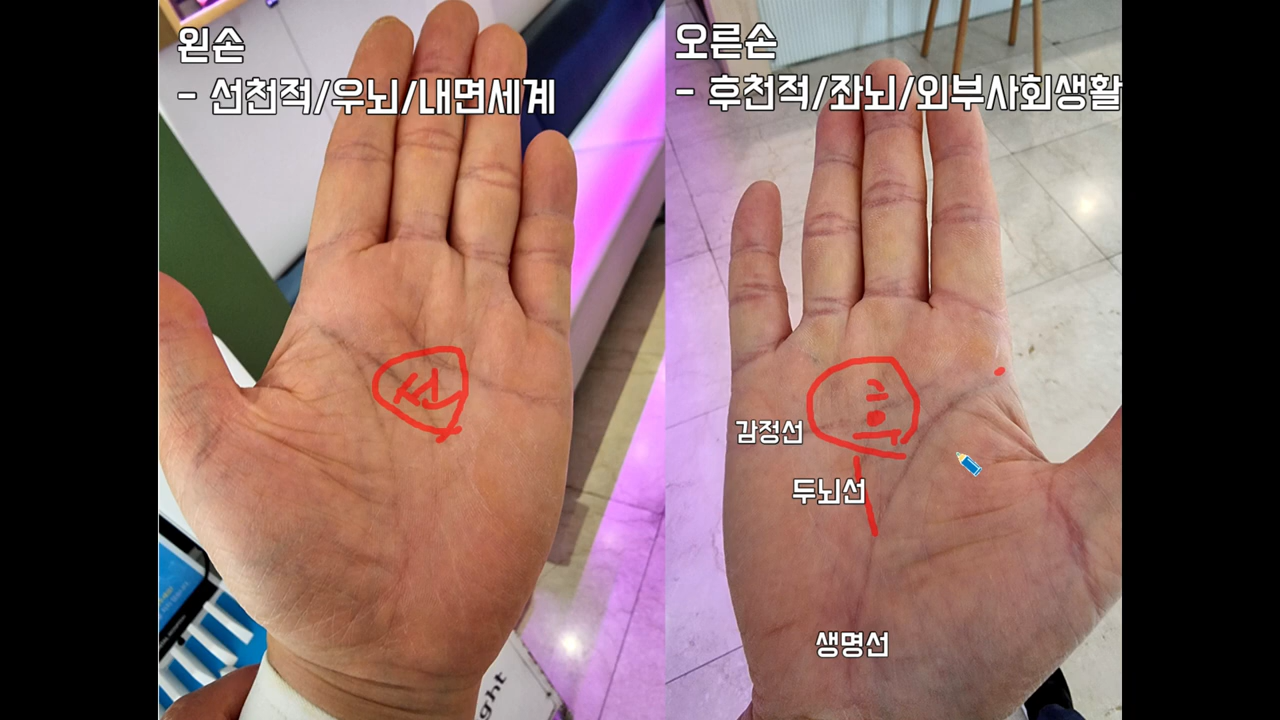 왼손
- 선천적/우뇌/내면세계
오른손
- 후천적/좌뇌/외부사회생활
선
후
감정선
두뇌선
생명선
ght